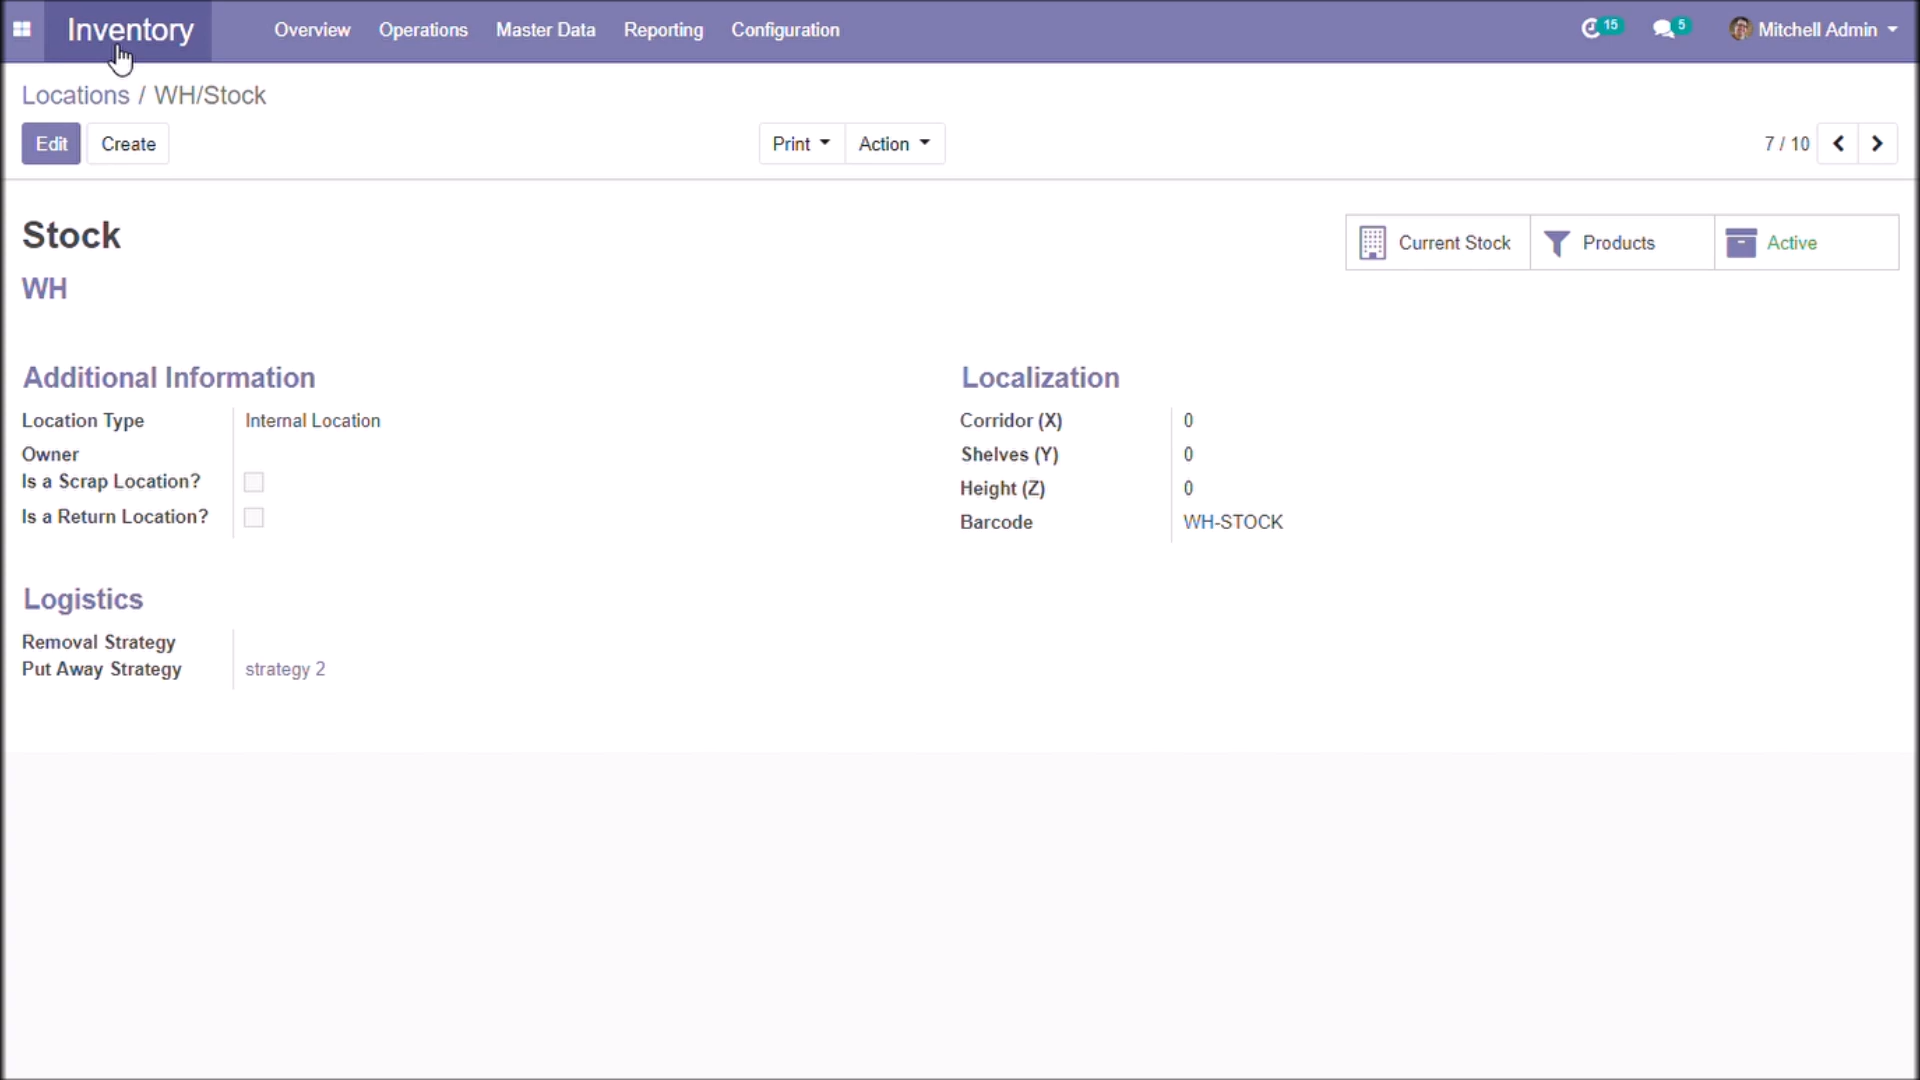 Inventory Overview Operations Master Data Reporting Configuration 15 5 Mitchell Admin
Locations / WH/Stock
Edit Create Print Action 7 / 10
Stock
Current Stock Products Active
WH
Additional Information
Location Type Internal Location
Owner
Is a Scrap Location?
Is a Return Location?
Localization
Corridor (X) 0
Shelves (Y) 0
Height (Z) 0
Barcode WH-STOCK
Logistics
Removal Strategy
Put Away Strategy strategy 2